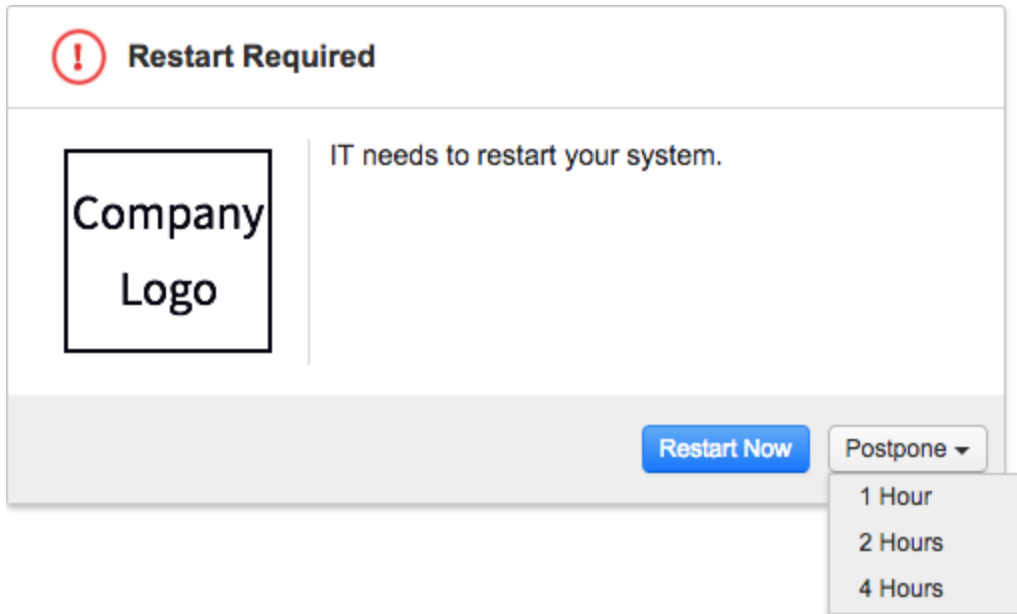 Restart Required
IT needs to restart your system.
Company
Logo
Restart Now
Postpone
1 Hour
2 Hours
4 Hours